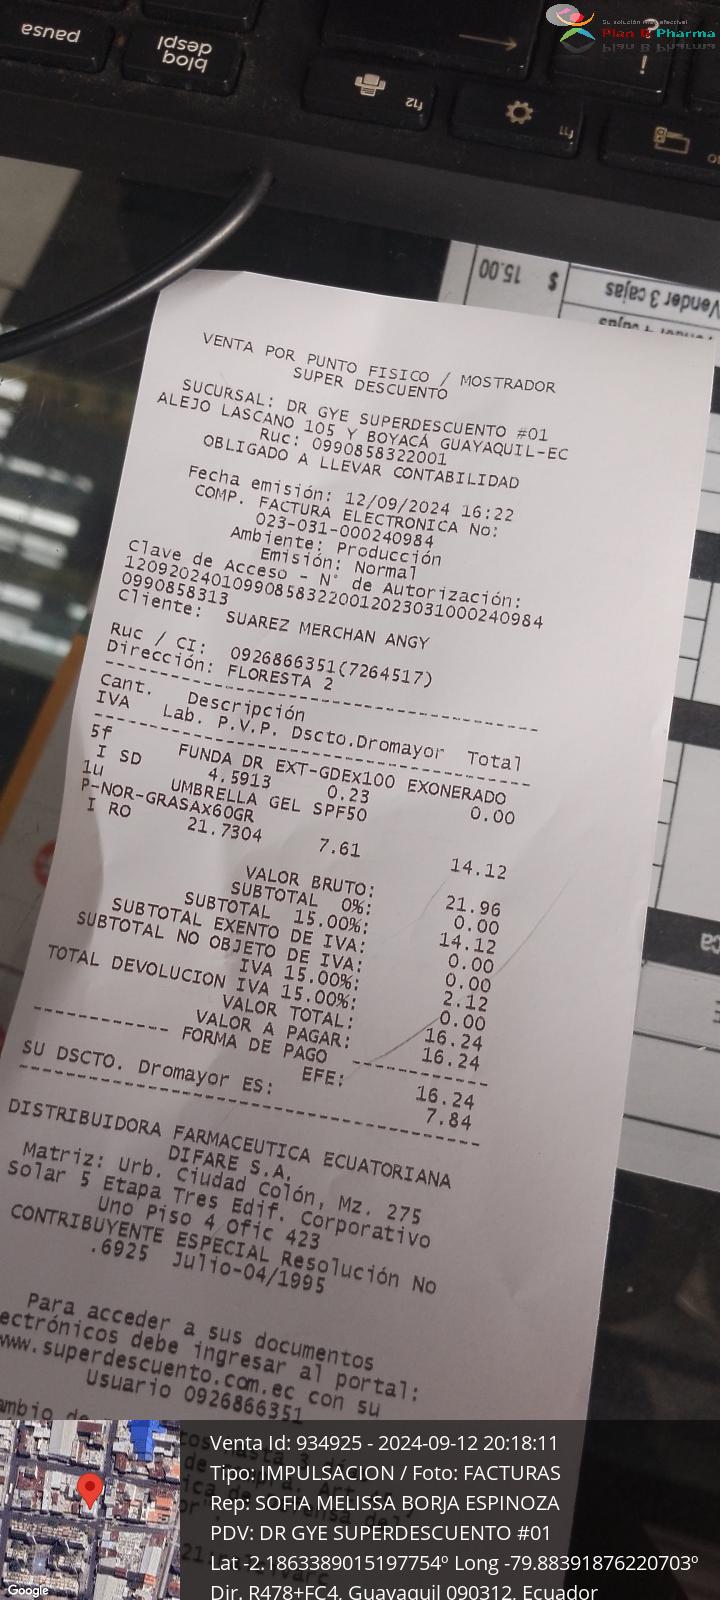 Su solución más efectiva!
Plan B Pharma
pausa
despl
bloq
f12
f11
?
!
$ 15.00
Vender 3 cajas
VENTA POR PUNTO FISICO / MOSTRADOR
SUPER DESCUENTO
SUCURSAL: DR GYE SUPERDESCUENTO #01
ALEJO LASCANO 105 Y BOYACÁ GUAYAQUIL-EC
Ruc: 0990858322001
OBLIGADO A LLEVAR CONTABILIDAD
Fecha emisión: 12/09/2024 16:22
COMP. FACTURA ELECTRONICA No:
023-031-000240984
Ambiente: Producción
Emisión: Normal
Clave de Acceso - N° de Autorización:
120920240109908583220012023031000240984
0990858313
Cliente: SUAREZ MERCHAN ANGY
Ruc / CI: 0926866351(7264517)
Dirección: FLORESTA 2
Cant. Descripción
IVA Lab. P.V.P. Dscto.Dromayor Total
5f FUNDA DR EXT-GDEX100 EXONERADO
I SD 4.5913 0.23 0.00
1u UMBRELLA GEL SPF50
P-NOR-GRASAX60GR
I RO 21.7304 7.61 14.12
VALOR BRUTO: 21.96
SUBTOTAL 0%: 0.00
SUBTOTAL 15.00%: 14.12
SUBTOTAL EXENTO DE IVA: 0.00
SUBTOTAL NO OBJETO DE IVA: 0.00
IVA 15.00%: 2.12
TOTAL DEVOLUCION IVA 15.00%: 0.00
VALOR TOTAL: 16.24
VALOR A PAGAR: 16.24
----------- FORMA DE PAGO -----------
EFE: 16.24
SU DSCTO. Dromayor ES: 7.84
DISTRIBUIDORA FARMACEUTICA ECUATORIANA
DIFARE S.A.
Matriz: Urb. Ciudad Colón, Mz. 275
Solar 5 Etapa Tres Edif. Corporativo
Uno Piso 4 Ofic 423
CONTRIBUYENTE ESPECIAL Resolución No
.6925 Julio-04/1995
Para acceder a sus documentos
ectrónicos debe ingresar al portal:
www.superdescuento.com.ec con su
Usuario 0926866351
Venta Id: 934925 - 2024-09-12 20:18:11
Tipo: IMPULSACION / Foto: FACTURAS
Rep: SOFIA MELISSA BORJA ESPINOZA
PDV: DR GYE SUPERDESCUENTO #01
Lat -2.1863389015197754º Long -79.88391876220703º
Dir. R478+FC4, Guayaquil 090312, Ecuador
Google